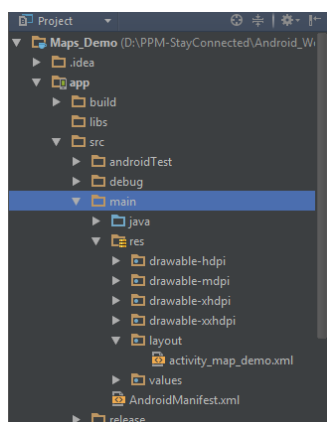 Project
Maps_Demo (D:\PPM-StayConnected\Android_W
.idea
app
build
libs
src
androidTest
debug
main
java
res
drawable-hdpi
drawable-mdpi
drawable-xhdpi
drawable-xxhdpi
layout
activity_map_demo.xml
values
AndroidManifest.xml
release